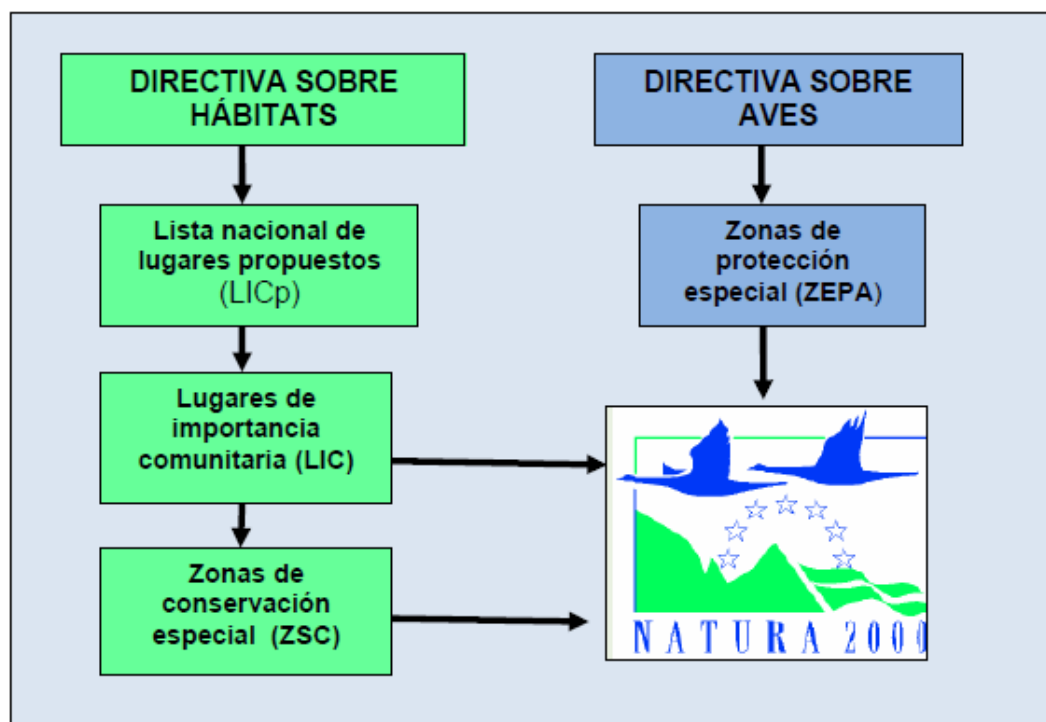 DIRECTIVA SOBRE
HÁBITATS
DIRECTIVA SOBRE
AVES
Lista nacional de
lugares propuestos
(LICp)
Zonas de
protección
especial (ZEPA)
Lugares de
importancia
comunitaria (LIC)
Zonas de
conservación
especial (ZSC)
NATURA 2000